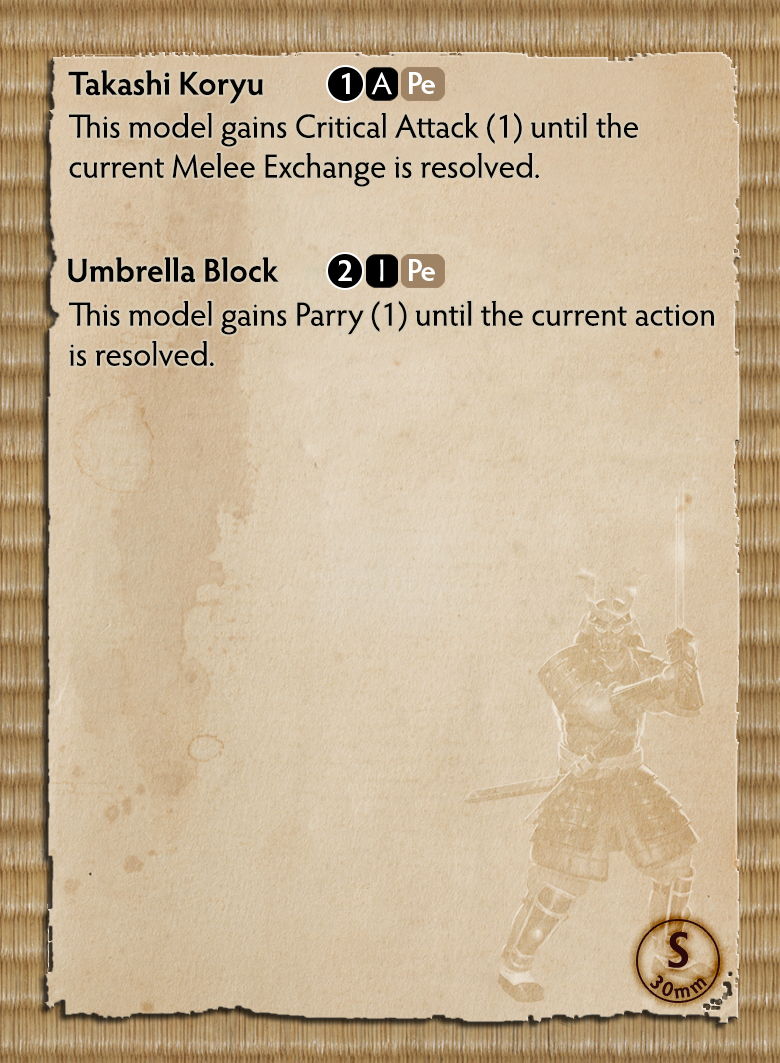 Takashi Koryu 1 A Pe
This model gains Critical Attack (1) until the
current Melee Exchange is resolved.
Umbrella Block 2 I Pe
This model gains Parry (1) until the current action
is resolved.
S
30mm